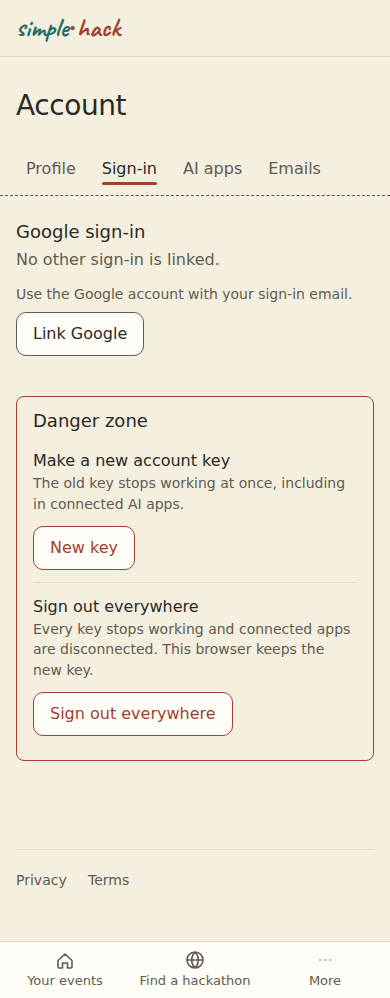 simple·hack
Account
Profile Sign-in AI apps Emails
Google sign-in
No other sign-in is linked.
Use the Google account with your sign-in email.
Link Google
Danger zone
Make a new account key
The old key stops working at once, including
in connected AI apps.
New key
Sign out everywhere
Every key stops working and connected apps
are disconnected. This browser keeps the
new key.
Sign out everywhere
Privacy Terms
Your events Find a hackathon More